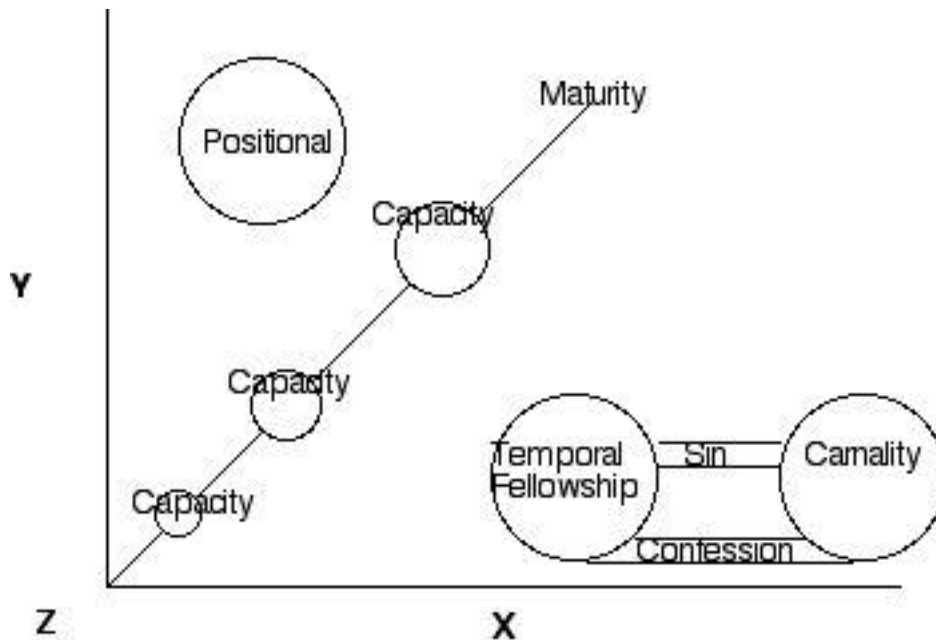 Maturity
Positional
Capacity
Y
Capacity
Temporal
Fellowship
Sin
Carnality
Capacity
Confession
Z
X